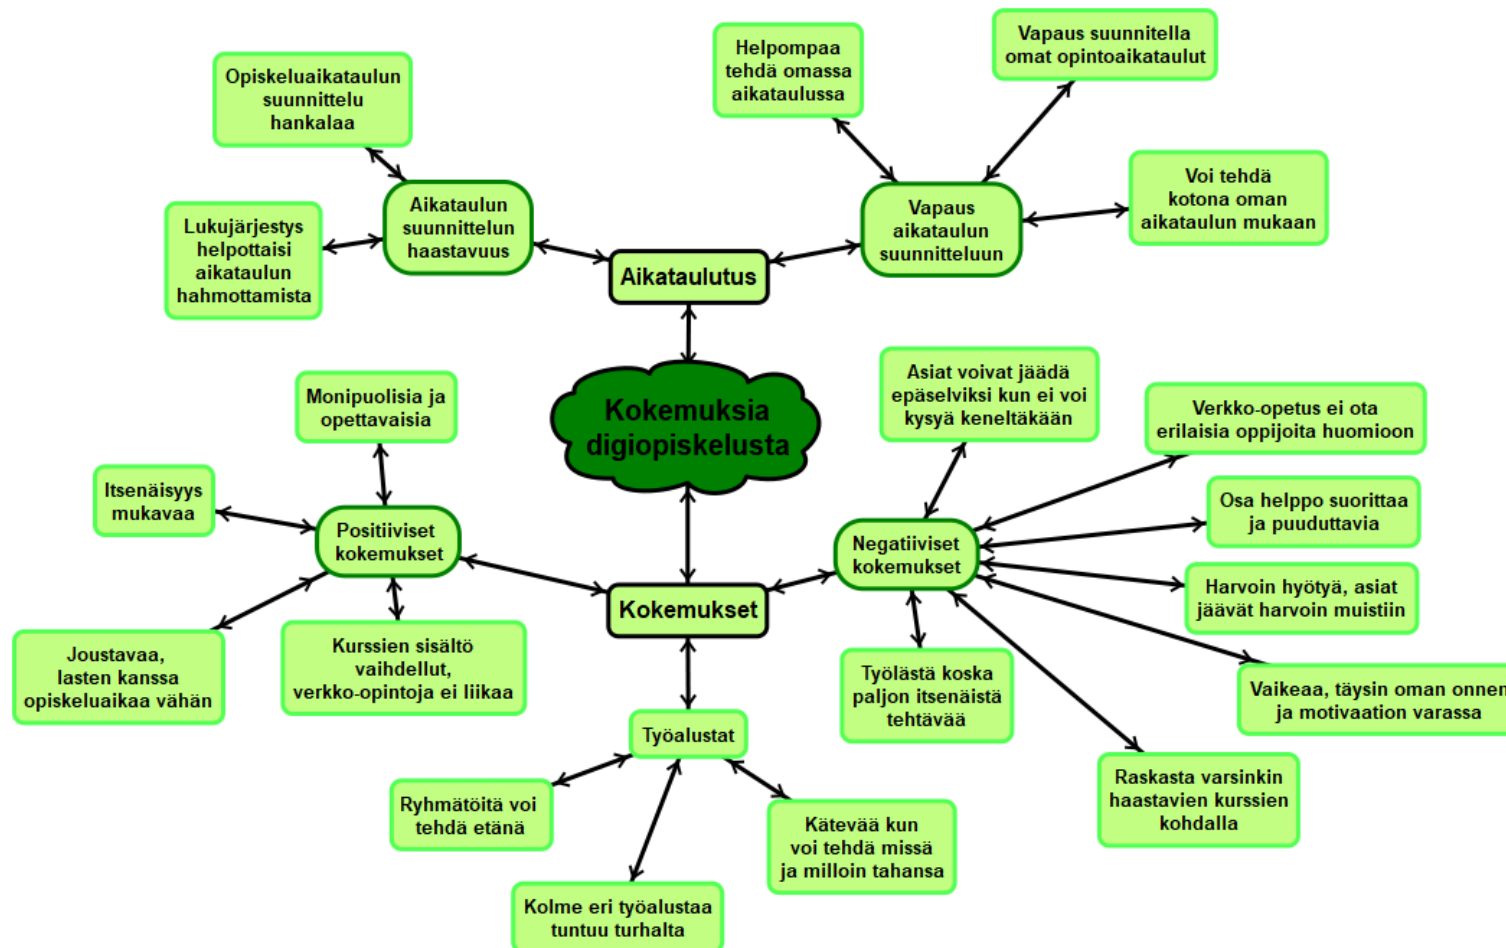 Vapaus suunnitella
omat opintoaikataulut
Helpompaa
tehdä omassa
aikataulussa
Opiskeluaikataulun
suunnittelu
hankalaa
Voi tehdä
kotona oman
aikataulun mukaan
Aikataulun
suunnittelun
haastavuus
Vapaus
aikataulun
suunnitteluun
Lukujärjestys
helpottaisi
aikataulun
hahmottamista
Aikataulutus
Kokemuksia
digiopiskelusta
Asiat voivat jäädä
epäselviksi kun ei voi
kysyä keneltäkään
Monipuolisia ja
opettavaisia
Verkko-opetus ei ota
erilaisia oppijoita huomioon
Itsenäisyys
mukavaa
Osa helppo suorittaa
ja puuduttavia
Positiiviset
kokemukset
Negatiiviset
kokemukset
Harvoin hyötyä, asiat
jäävät harvoin muistiin
Kokemukset
Joustavaa,
lasten kanssa
opiskeluaikaa vähän
Kurssien sisältö
vaihdellut,
verkko-opintoja ei liikaa
Työlästä koska
paljon itsenäistä
tehtävää
Vaikeaa, täysin oman onnen
ja motivaation varassa
Työalustat
Raskasta varsinkin
haastavien kurssien
kohdalla
Ryhmätöitä voi
tehdä etänä
Kätevää kun
voi tehdä missä
ja milloin tahansa
Kolme eri työalustaa
tuntuu turhalta